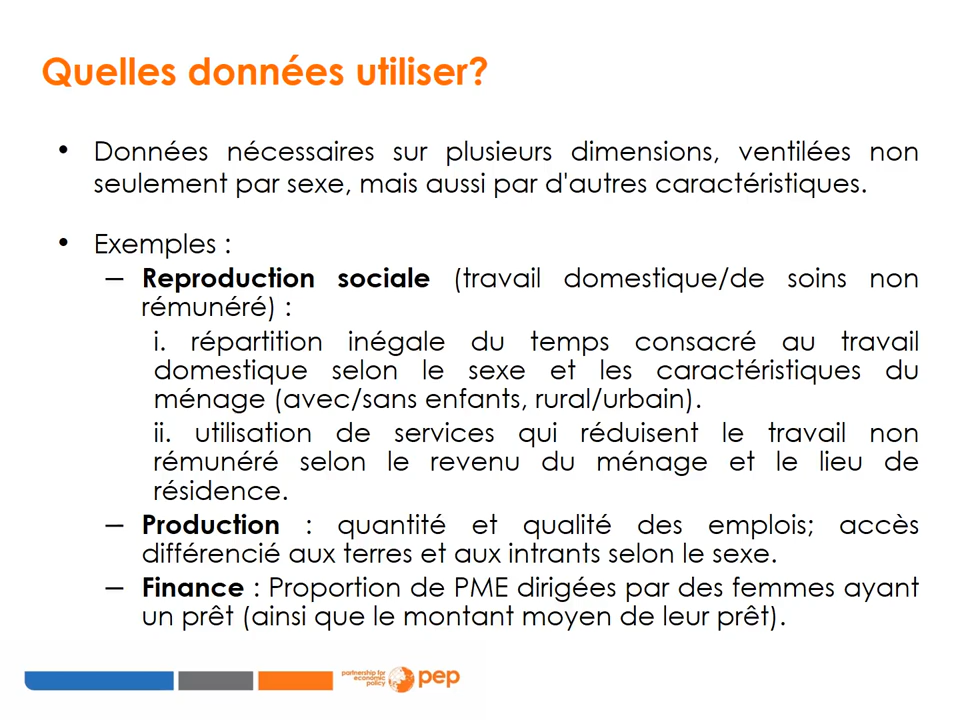 Quelles données utiliser?
• Données nécessaires sur plusieurs dimensions, ventilées non
seulement par sexe, mais aussi par d'autres caractéristiques.
• Exemples :
– Reproduction sociale (travail domestique/de soins non
rémunéré) :
i. répartition inégale du temps consacré au travail
domestique selon le sexe et les caractéristiques du
ménage (avec/sans enfants, rural/urbain).
ii. utilisation de services qui réduisent le travail non
rémunéré selon le revenu du ménage et le lieu de
résidence.
– Production : quantité et qualité des emplois; accès
différencié aux terres et aux intrants selon le sexe.
– Finance : Proportion de PME dirigées par des femmes ayant
un prêt (ainsi que le montant moyen de leur prêt).
partnership for
economic
policy
pep